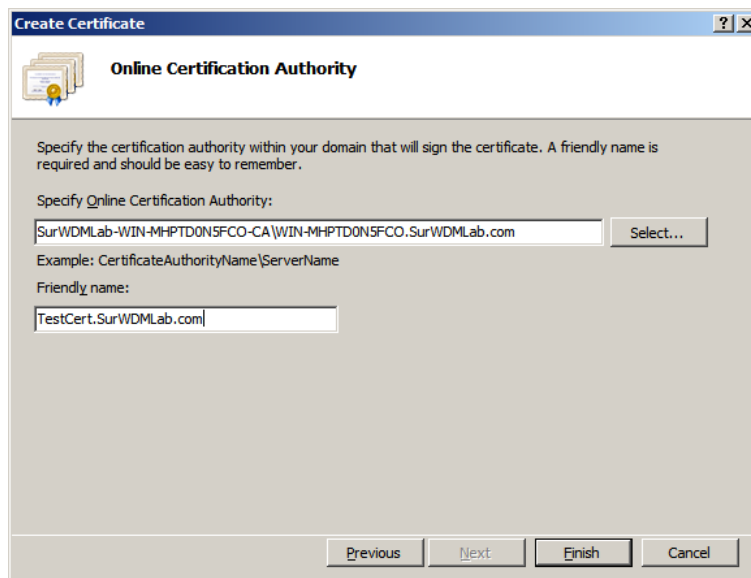 Create Certificate
Online Certification Authority
Specify the certification authority within your domain that will sign the certificate. A friendly name is
required and should be easy to remember.
Specify Online Certification Authority:
SurWDMLab-WIN-MHPTD0N5FCO-CA\WIN-MHPTD0N5FCO.SurWDMLab.com
Select...
Example: CertificateAuthorityName\ServerName
Friendly name:
TestCert.SurWDMLab.com
Previous
Next
Finish
Cancel